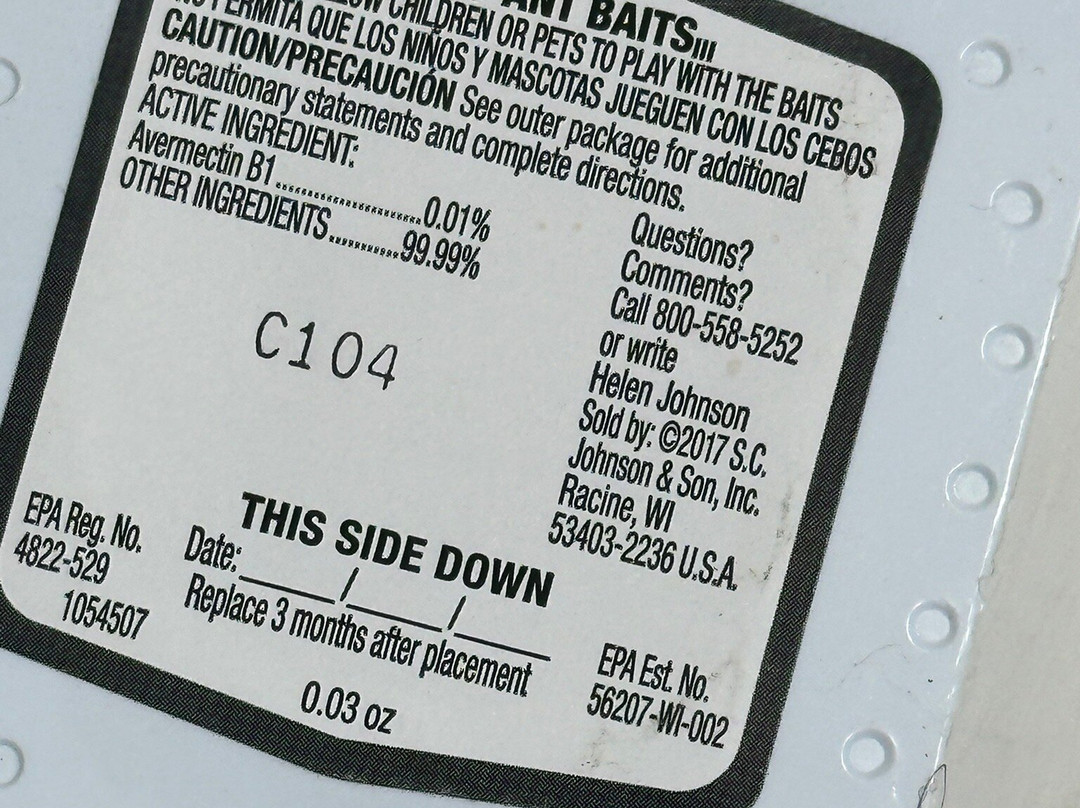 ANT BAITS III
CHILDREN OR PETS TO PLAY WITH THE BAITS
PERMITA QUE LOS NIÑOS Y MASCOTAS JUEGUEN CON LOS CEBOS
CAUTION/PRECAUCIÓN See outer package for additional
precautionary statements and complete directions.
ACTIVE INGREDIENT:
Avermectin B1....................0.01%
OTHER INGREDIENTS...........99.99%
Questions?
Comments?
Call 800-558-5252
or write
Helen Johnson
Sold by: ©2017 S.C.
Johnson & Son, Inc.
Racine, WI
53403-2236 U.S.A.
C104
THIS SIDE DOWN
EPA Reg. No.
4822-529
1054507
Date:____/____/____
Replace 3 months after placement
0.03 oz
EPA Est. No.
56207-WI-002